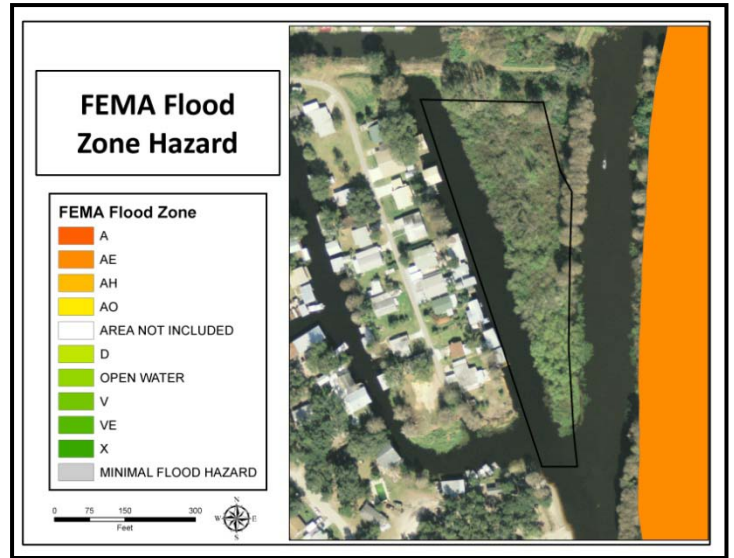 FEMA Flood
Zone Hazard
FEMA Flood Zone
A
AE
AH
AO
AREA NOT INCLUDED
D
OPEN WATER
V
VE
X
MINIMAL FLOOD HAZARD
0 75 150 300
Feet
N
W E
S